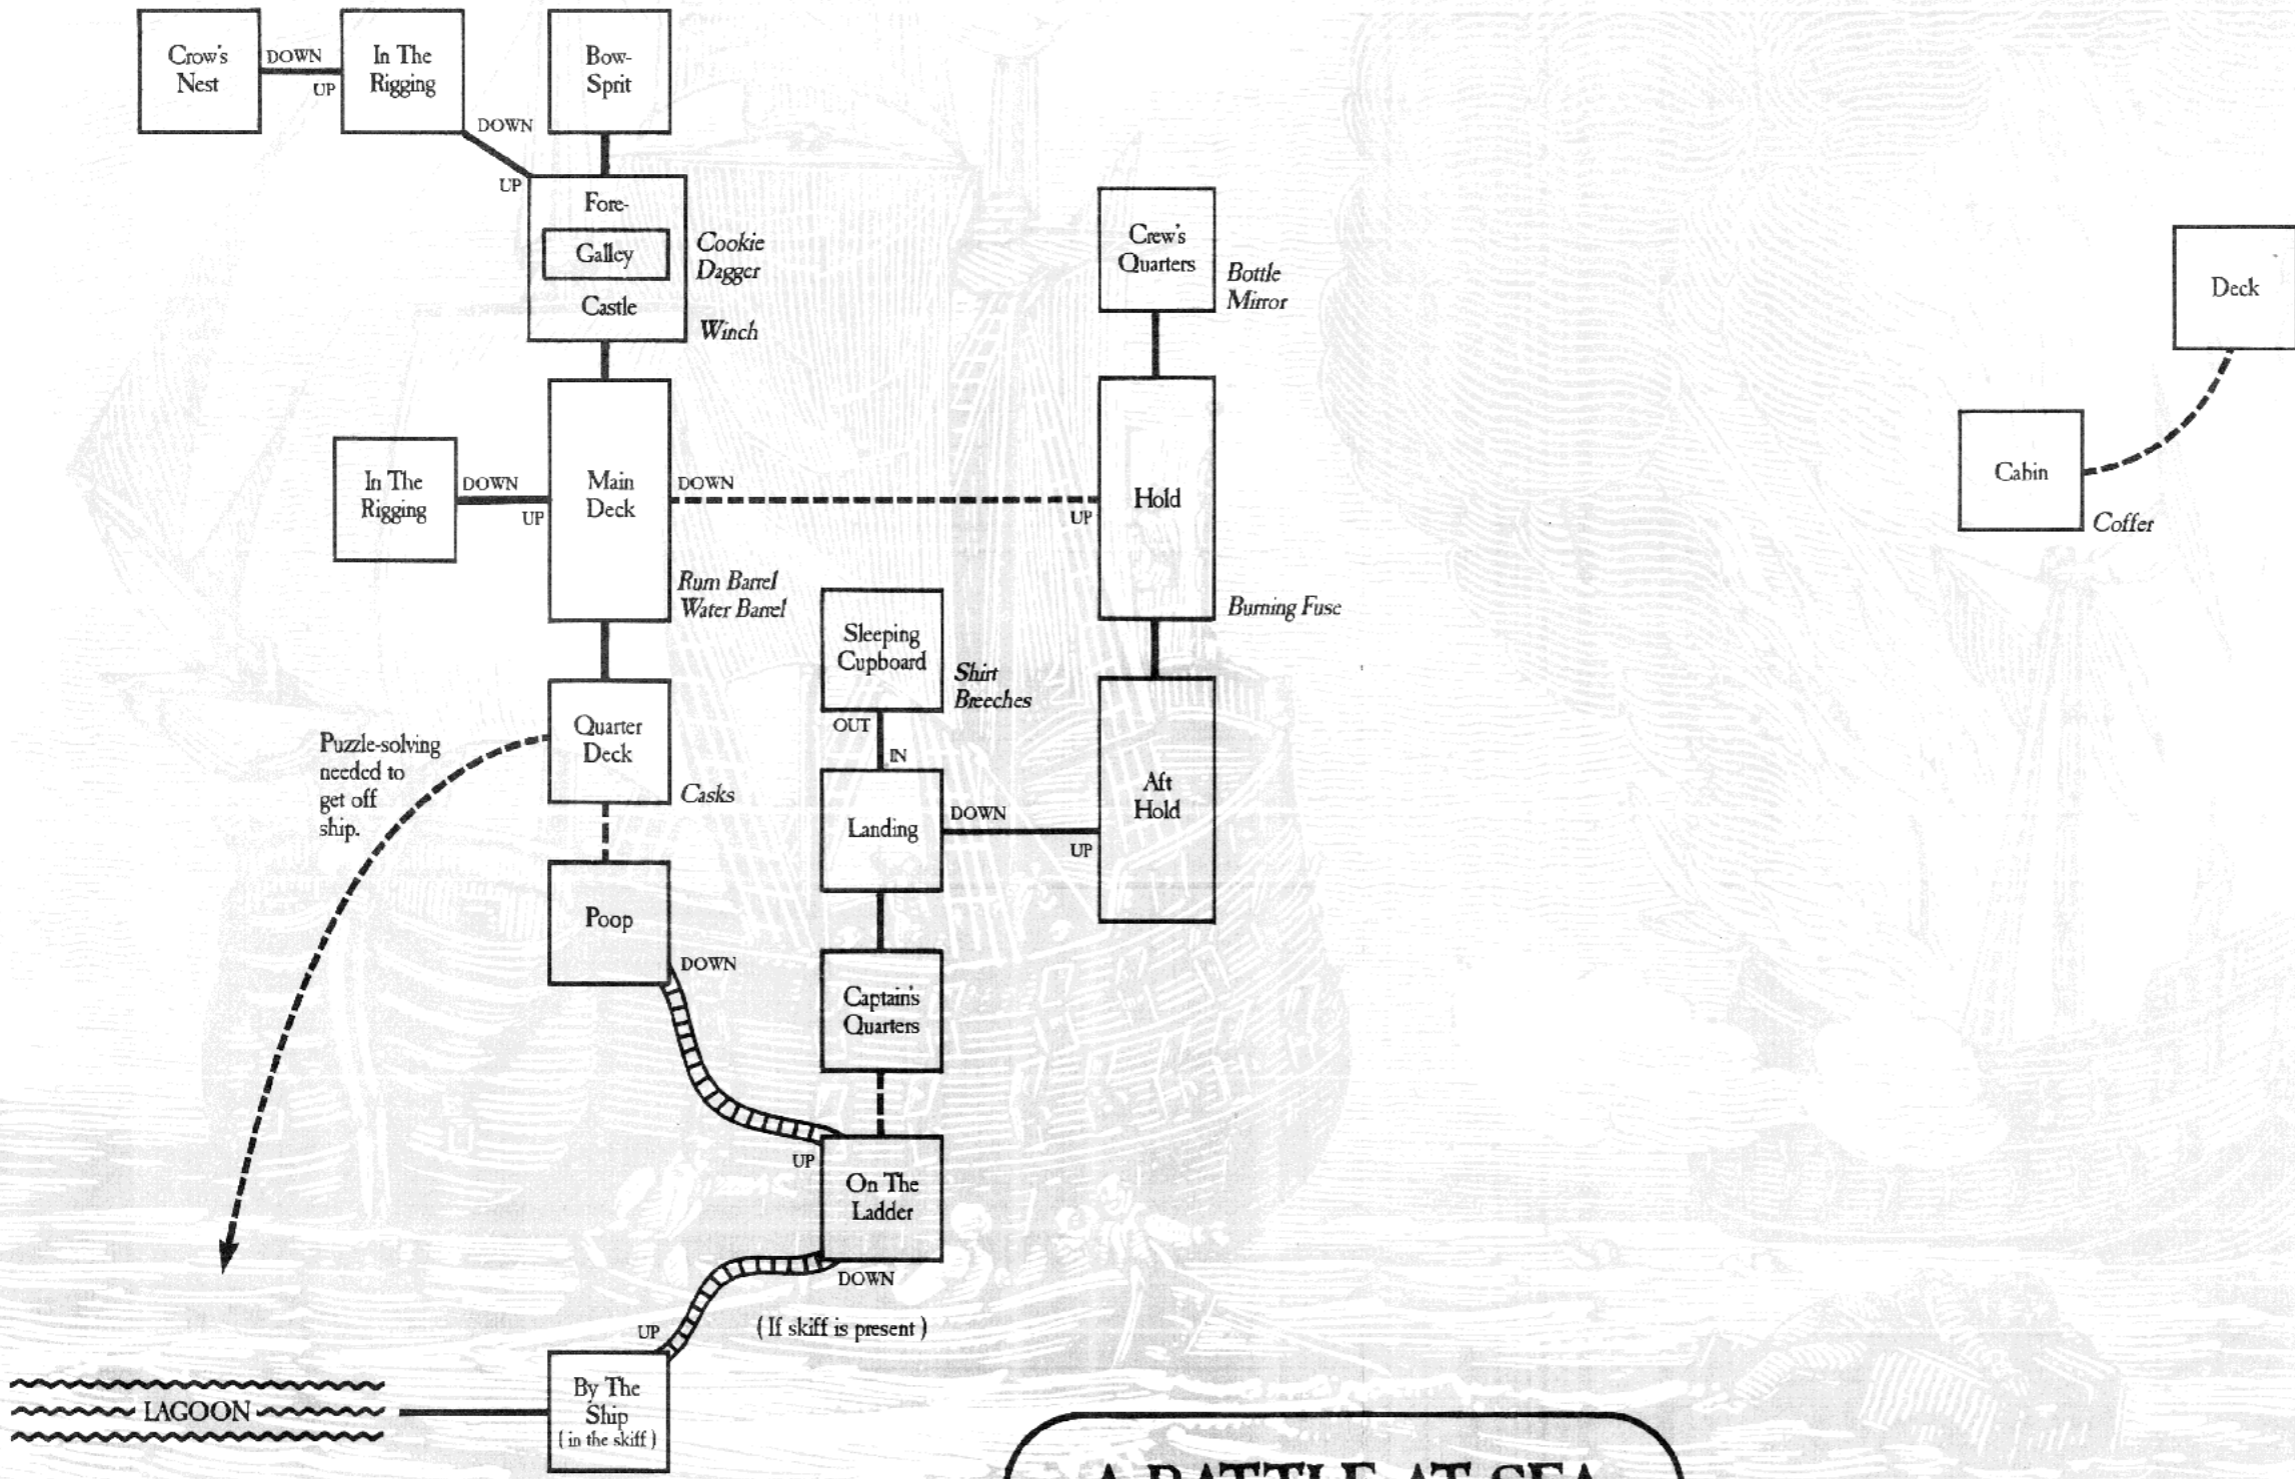 Crow's
Nest
DOWN
UP
In The
Rigging
DOWN
UP
Bow-
Sprit
Fore-
Galley
Castle
Cookie
Dagger
Winch
Crew's
Quarters
Bottle
Mirror
Deck
Cabin
Coffer
In The
Rigging
DOWN
UP
Main
Deck
DOWN
UP
Hold
Rum Barrel
Water Barrel
Burning Fuse
Sleeping
Cupboard
Shirt
Breeches
OUT
IN
Puzzle-solving
needed to
get off
ship.
Quarter
Deck
Casks
Landing
DOWN
UP
Aft
Hold
Poop
DOWN
UP
Captain's
Quarters
On The
Ladder
DOWN
UP
( If skiff is present )
LAGOON
By The
Ship
( in the skiff )
A BATTLE AT SEA